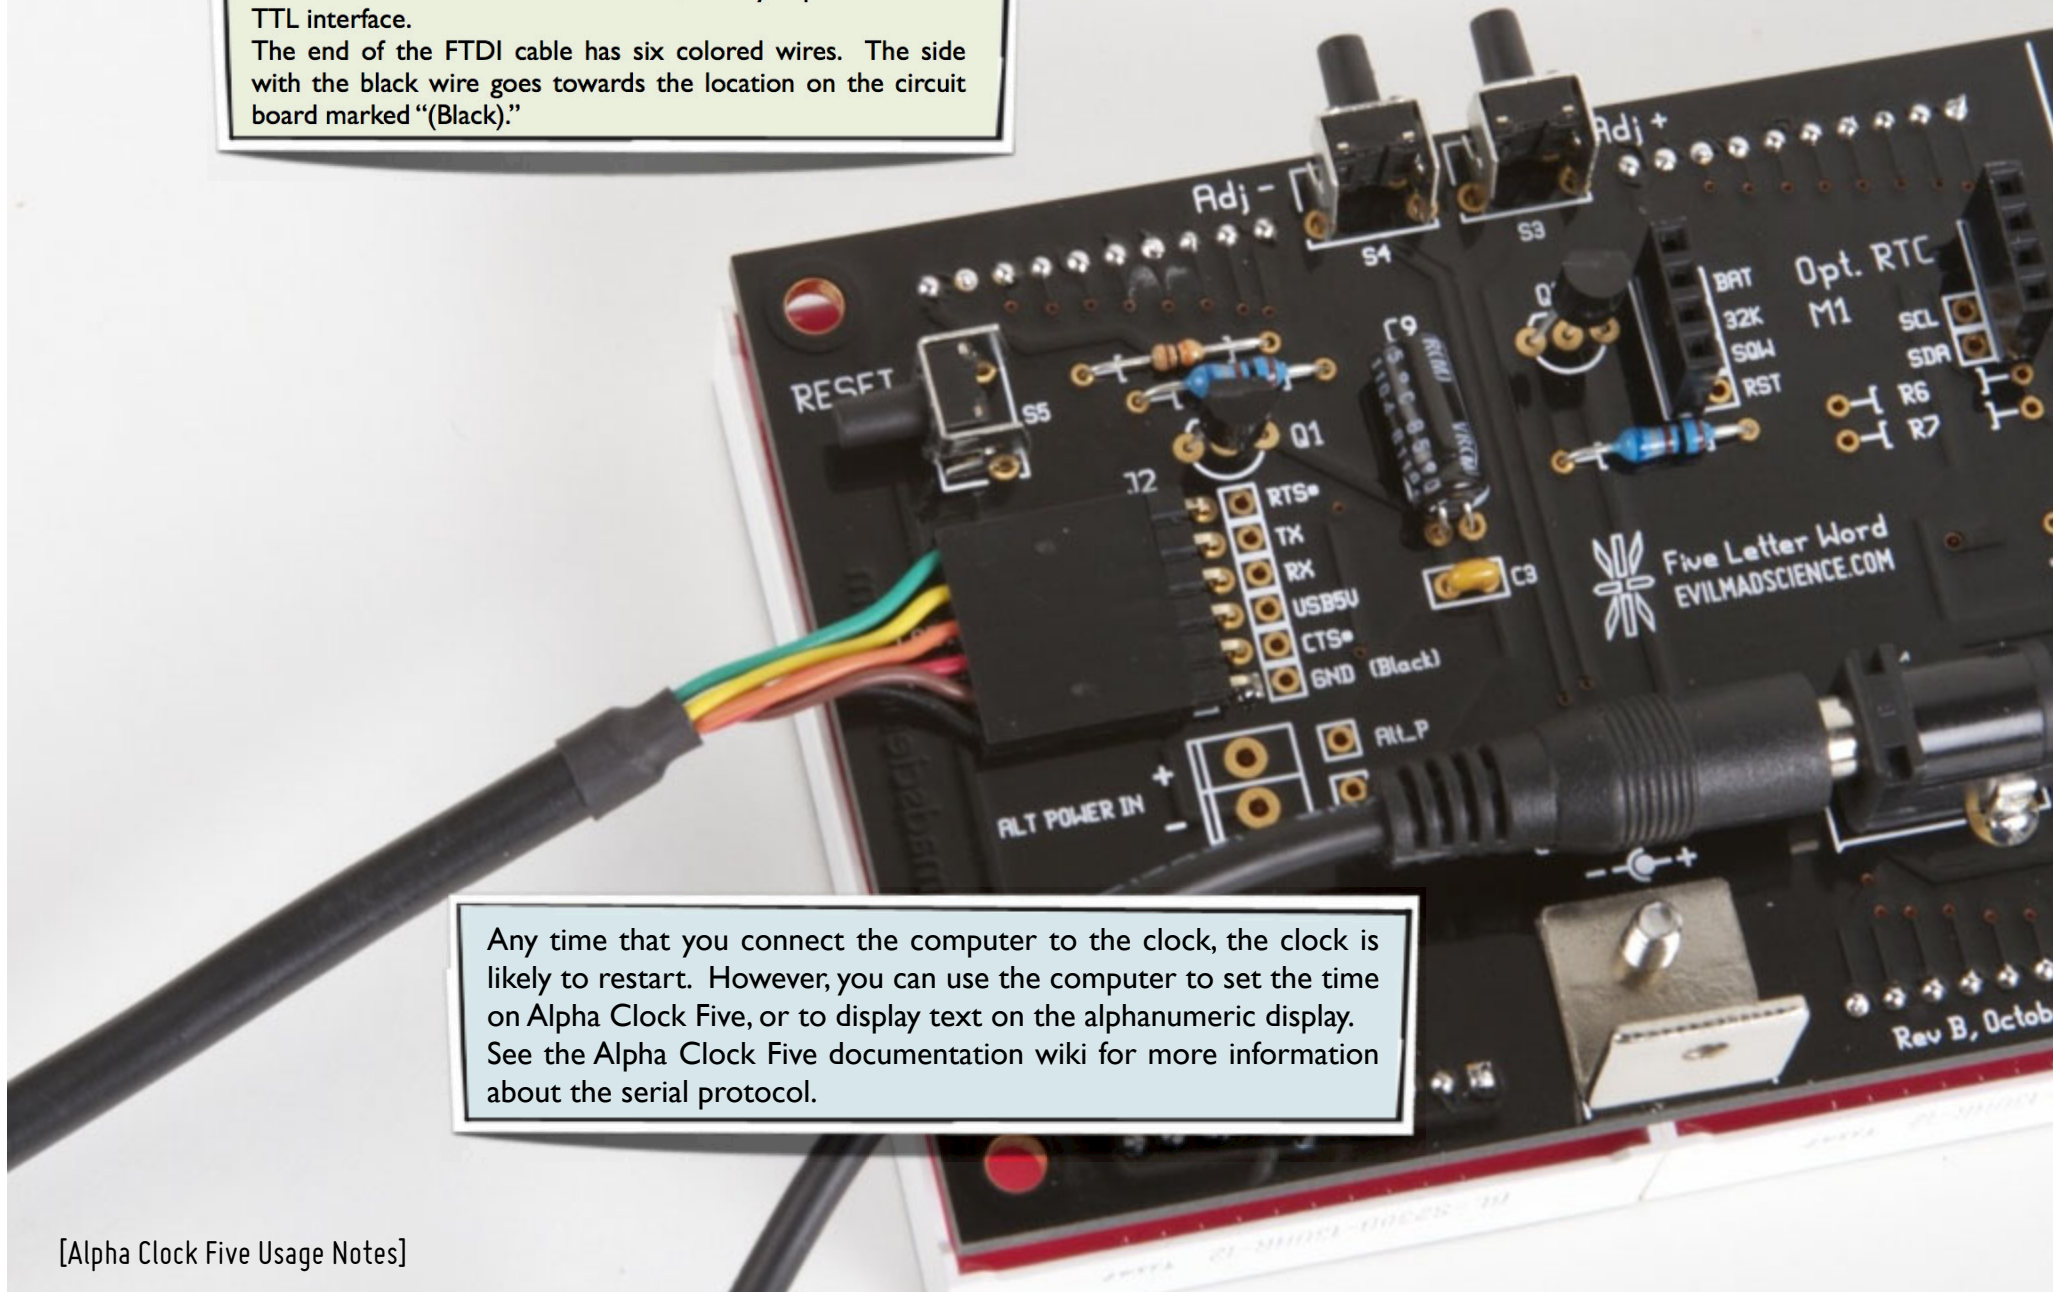 TTL interface.
The end of the FTDI cable has six colored wires. The side
with the black wire goes towards the location on the circuit
board marked “(Black).”
Adj -
Adj +
S4
S3
BAT
32K
SQW
RST
Opt. RTC
M1
SCL
SDA
R6
R7
RESET
S5
C9
Q1
J2
RTS*
TX
RX
USB5V
CTS*
GND (Black)
C3
Five Letter Word
EVILMADSCIENCE.COM
Alt_P
+
ALT POWER IN
-
- +
Rev B, Octob
Any time that you connect the computer to the clock, the clock is
likely to restart. However, you can use the computer to set the time
on Alpha Clock Five, or to display text on the alphanumeric display.
See the Alpha Clock Five documentation wiki for more information
about the serial protocol.
[Alpha Clock Five Usage Notes]